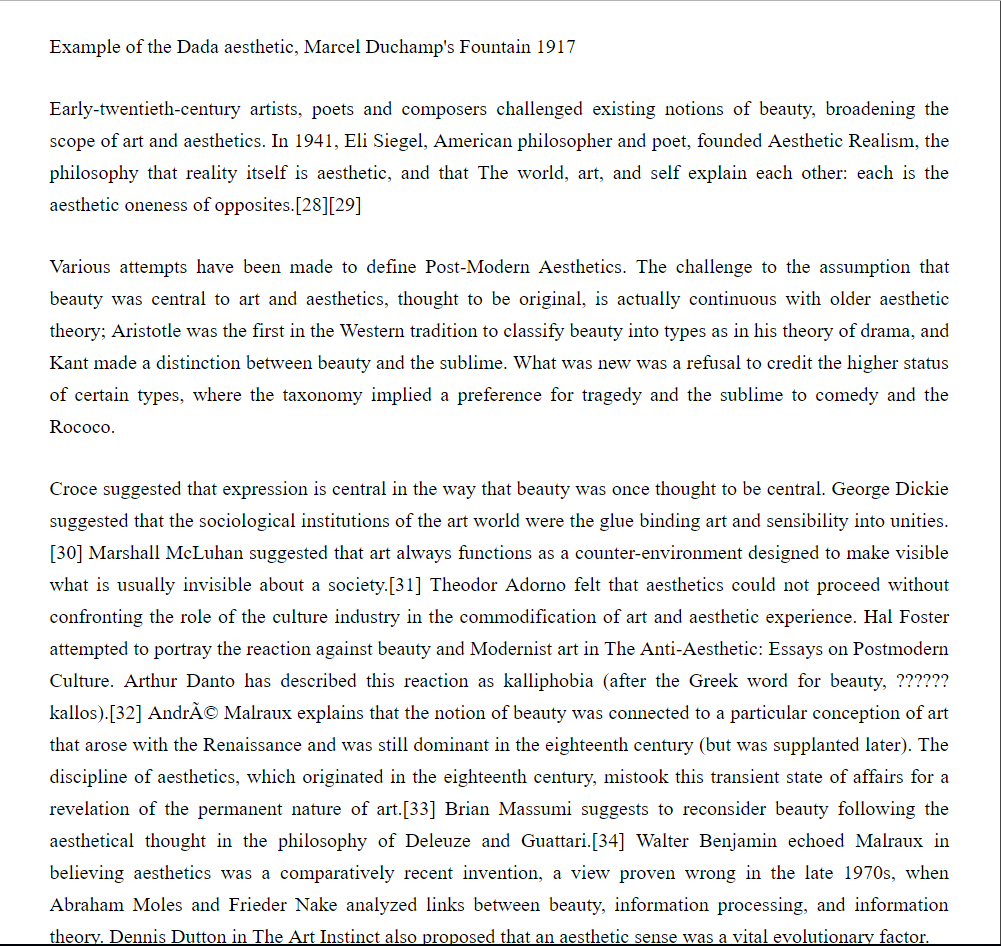 Example of the Dada aesthetic, Marcel Duchamp's Fountain 1917
Early-twentieth-century artists, poets and composers challenged existing notions of beauty, broadening the
scope of art and aesthetics. In 1941, Eli Siegel, American philosopher and poet, founded Aesthetic Realism, the
philosophy that reality itself is aesthetic, and that The world, art, and self explain each other: each is the
aesthetic oneness of opposites.[28][29]
Various attempts have been made to define Post-Modern Aesthetics. The challenge to the assumption that
beauty was central to art and aesthetics, thought to be original, is actually continuous with older aesthetic
theory; Aristotle was the first in the Western tradition to classify beauty into types as in his theory of drama, and
Kant made a distinction between beauty and the sublime. What was new was a refusal to credit the higher status
of certain types, where the taxonomy implied a preference for tragedy and the sublime to comedy and the
Rococo.
Croce suggested that expression is central in the way that beauty was once thought to be central. George Dickie
suggested that the sociological institutions of the art world were the glue binding art and sensibility into unities.
[30] Marshall McLuhan suggested that art always functions as a counter-environment designed to make visible
what is usually invisible about a society.[31] Theodor Adorno felt that aesthetics could not proceed without
confronting the role of the culture industry in the commodification of art and aesthetic experience. Hal Foster
attempted to portray the reaction against beauty and Modernist art in The Anti-Aesthetic: Essays on Postmodern
Culture. Arthur Danto has described this reaction as kalliphobia (after the Greek word for beauty, ??????
kallos).[32] AndrÃ© Malraux explains that the notion of beauty was connected to a particular conception of art
that arose with the Renaissance and was still dominant in the eighteenth century (but was supplanted later). The
discipline of aesthetics, which originated in the eighteenth century, mistook this transient state of affairs for a
revelation of the permanent nature of art.[33] Brian Massumi suggests to reconsider beauty following the
aesthetical thought in the philosophy of Deleuze and Guattari.[34] Walter Benjamin echoed Malraux in
believing aesthetics was a comparatively recent invention, a view proven wrong in the late 1970s, when
Abraham Moles and Frieder Nake analyzed links between beauty, information processing, and information
theory. Dennis Dutton in The Art Instinct also proposed that an aesthetic sense was a vital evolutionary factor.